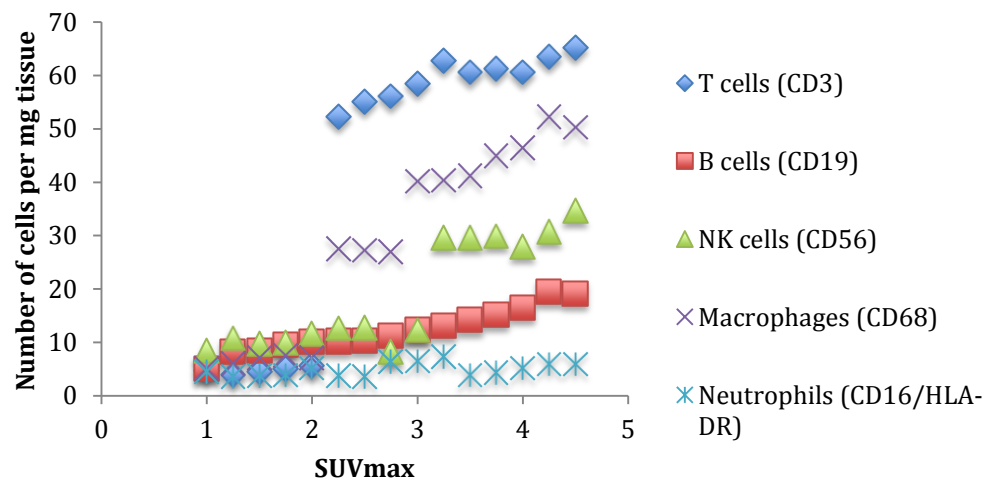 Number of cells per mg tissue
70
60
50
40
30
20
10
0
0 1 2 3 4 5
SUVmax
T cells (CD3)
B cells (CD19)
NK cells (CD56)
Macrophages (CD68)
Neutrophils (CD16/HLA-
DR)